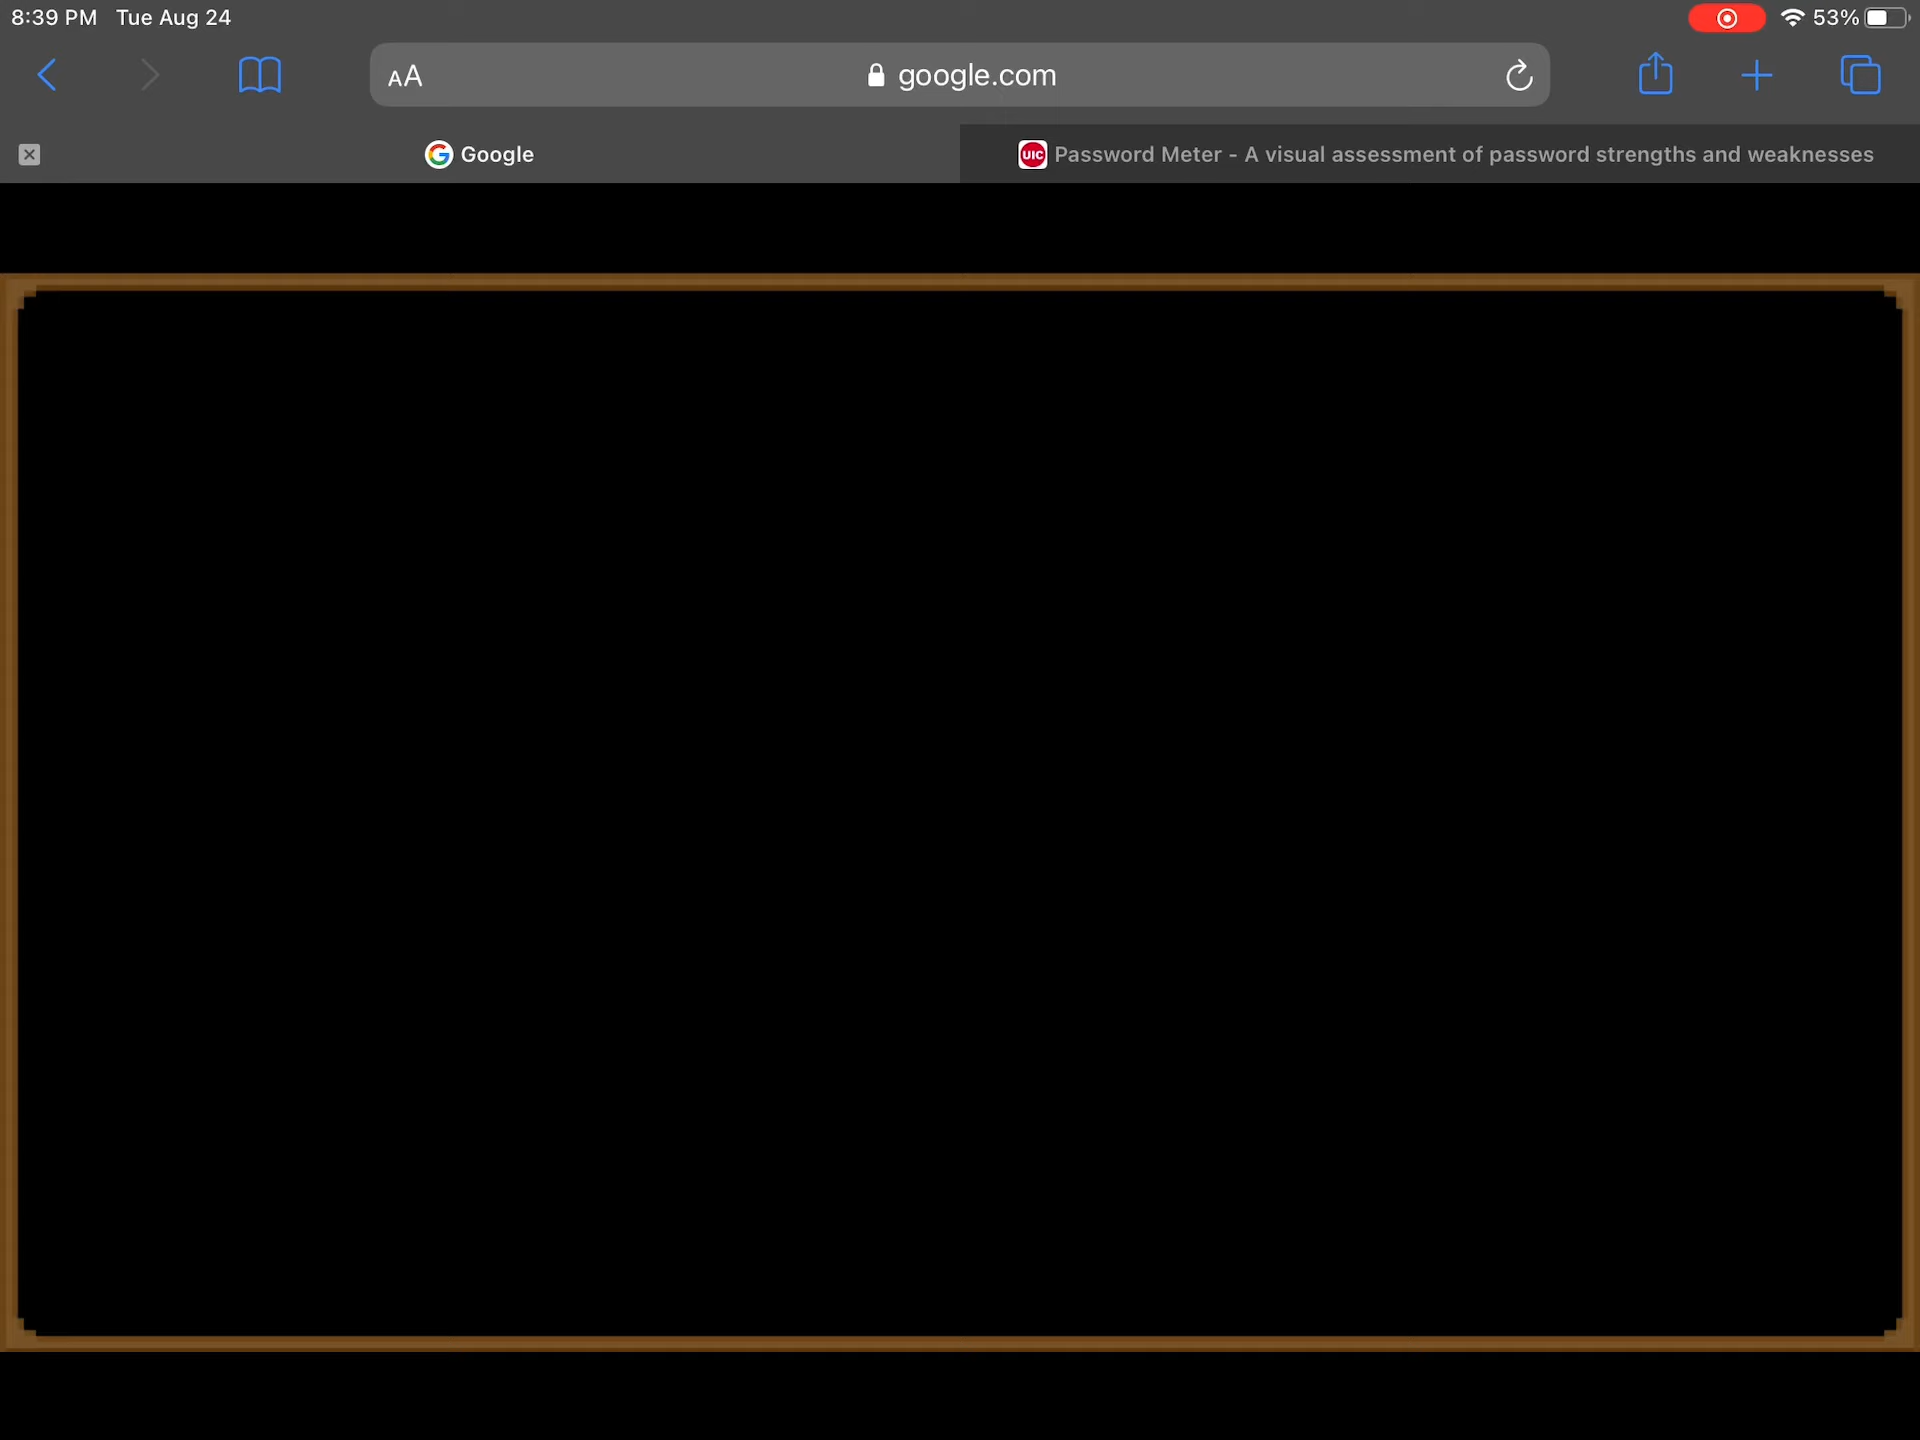 8:39 PM Tue Aug 24
53%
AA
google.com
Google
UIC
Password Meter - A visual assessment of password strengths and weaknesses